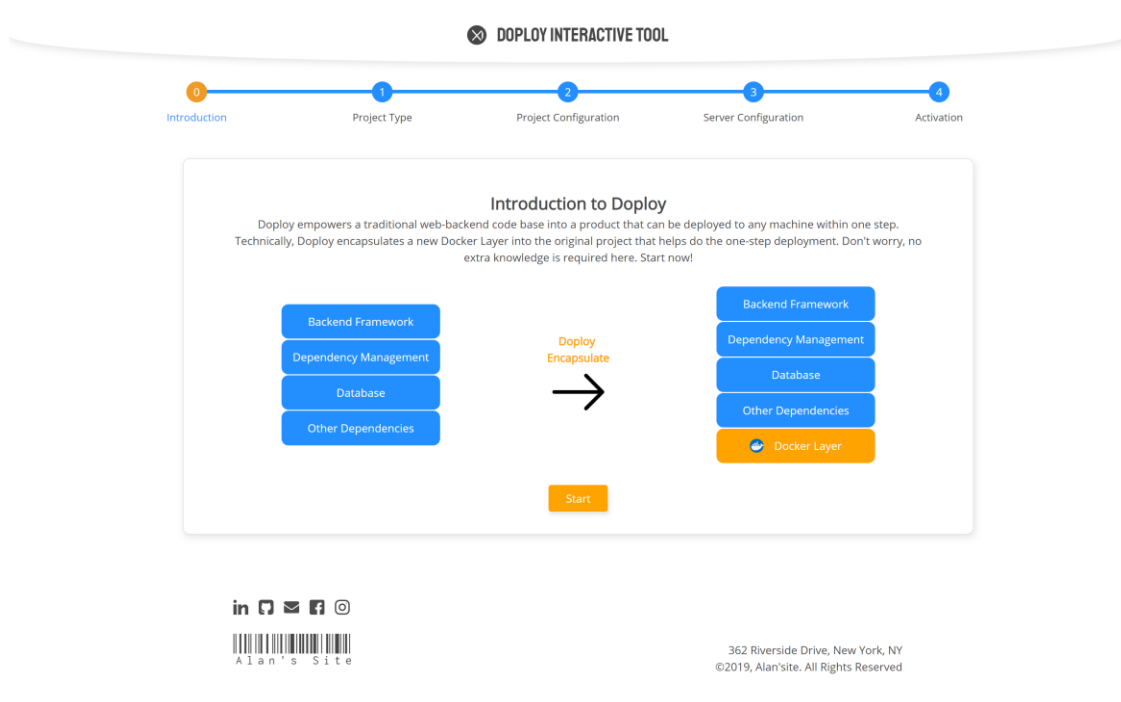 DOPLOY INTERACTIVE TOOL
0 1 2 3 4
Introduction Project Type Project Configuration Server Configuration Activation
Introduction to Doploy
Doploy empowers a traditional web-backend code base into a product that can be deployed to any machine within one step.
Technically, Doploy encapsulates a new Docker Layer into the original project that helps do the one-step deployment. Don't worry, no
extra knowledge is required here. Start now!
Backend Framework
Dependency Management
Database
Other Dependencies
Doploy
Encapsulate
Backend Framework
Dependency Management
Database
Other Dependencies
Docker Layer
Start
in
Alan's Site
362 Riverside Drive, New York, NY
©2019, Alan'site. All Rights Reserved